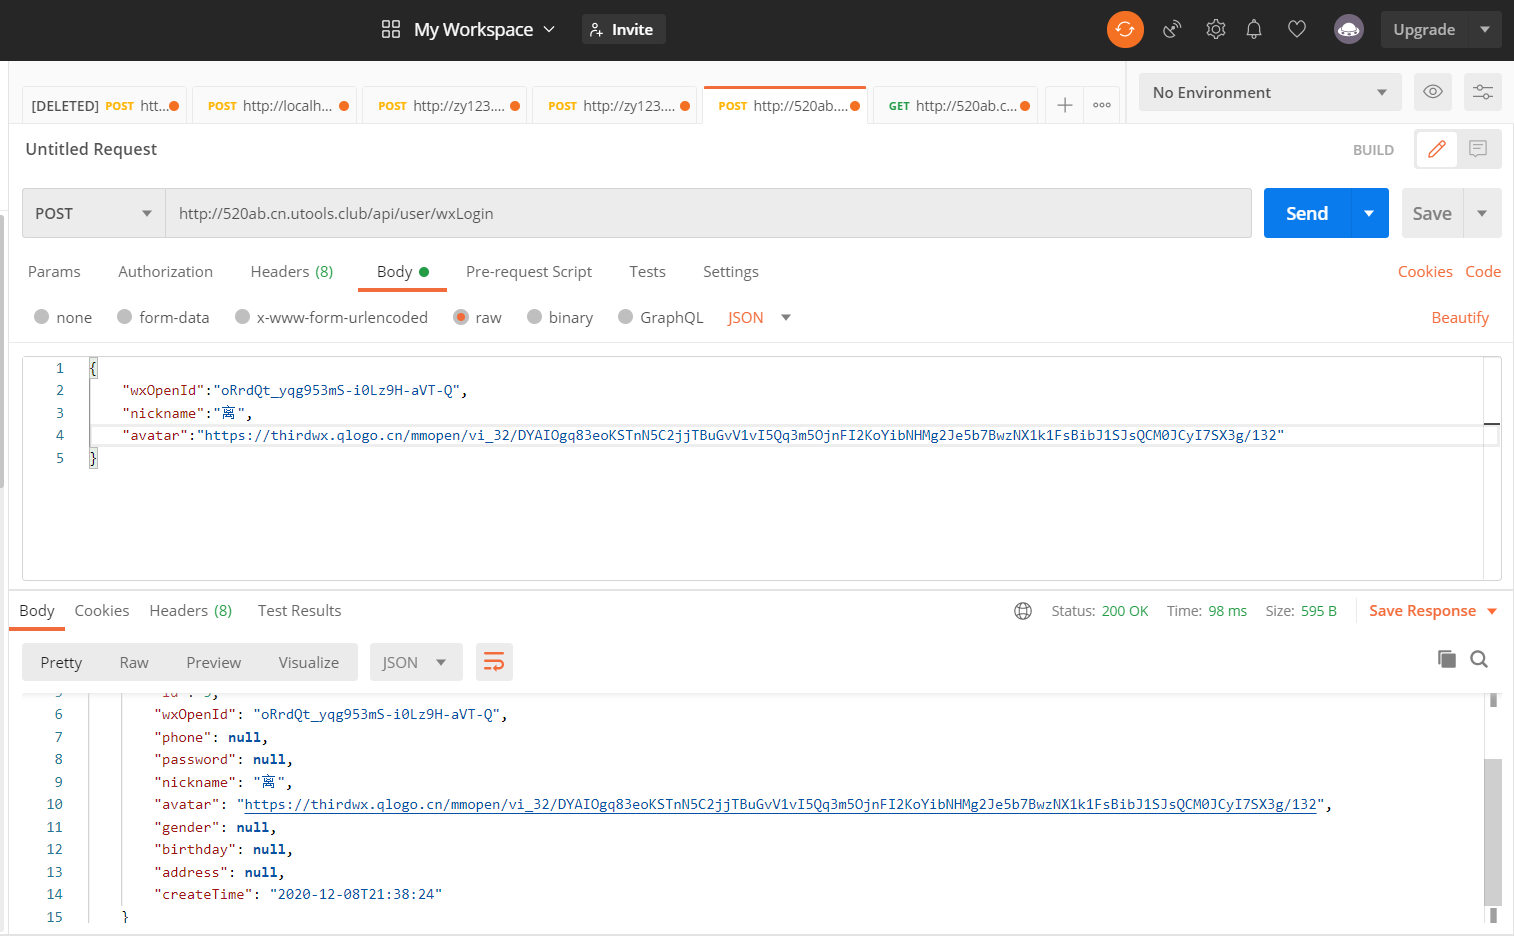 My Workspace Invite Upgrade
[DELETED] POST htt... POST http://localh... POST http://zy123.... POST http://zy123.... POST http://520ab.... GET http://520ab.c... No Environment
Untitled Request BUILD
POST http://520ab.cn.utools.club/api/user/wxLogin Send Save
Params Authorization Headers (8) Body Pre-request Script Tests Settings Cookies Code
none form-data x-www-form-urlencoded raw binary GraphQL JSON Beautify
1 {
2 "wxOpenId":"oRrdQt_yqg953mS-i0Lz9H-aVT-Q",
3 "nickname":"离",
4 "avatar":"https://thirdwx.qlogo.cn/mmopen/vi_32/DYAIOgq83eoKSTnN5C2jjTBuGvV1vI5Qq3m5OjnFI2KoYibNHMg2Je5b7BwzNX1k1FsBibJ1SJsQCM0JCyI7SX3g/132"
5 }
Body Cookies Headers (8) Test Results Status: 200 OK Time: 98 ms Size: 595 B Save Response
Pretty Raw Preview Visualize JSON
6 "wxOpenId": "oRrdQt_yqg953mS-i0Lz9H-aVT-Q",
7 "phone": null,
8 "password": null,
9 "nickname": "离",
10 "avatar": "https://thirdwx.qlogo.cn/mmopen/vi_32/DYAIOgq83eoKSTnN5C2jjTBuGvV1vI5Qq3m5OjnFI2KoYibNHMg2Je5b7BwzNX1k1FsBibJ1SJsQCM0JCyI7SX3g/132",
11 "gender": null,
12 "birthday": null,
13 "address": null,
14 "createTime": "2020-12-08T21:38:24"
15 }